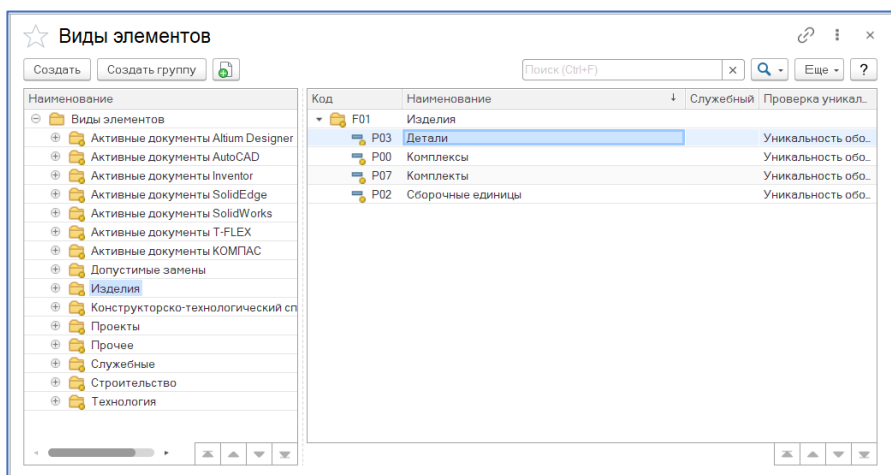 Виды элементов
Создать Создать группу Поиск (Ctrl+F) × Еще ?
Наименование
Виды элементов
Активные документы Altium Designer
Активные документы AutoCAD
Активные документы Inventor
Активные документы SolidEdge
Активные документы SolidWorks
Активные документы T-FLEX
Активные документы КОМПАС
Допустимые замены
Изделия
Конструкторско-технологический сп
Проекты
Прочее
Служебные
Строительство
Технология
Код Наименование ↓ Служебный Проверка уникал...
F01 Изделия
P03 Детали Уникальность обо...
P00 Комплексы Уникальность обо...
P07 Комплекты Уникальность обо...
P02 Сборочные единицы Уникальность обо...